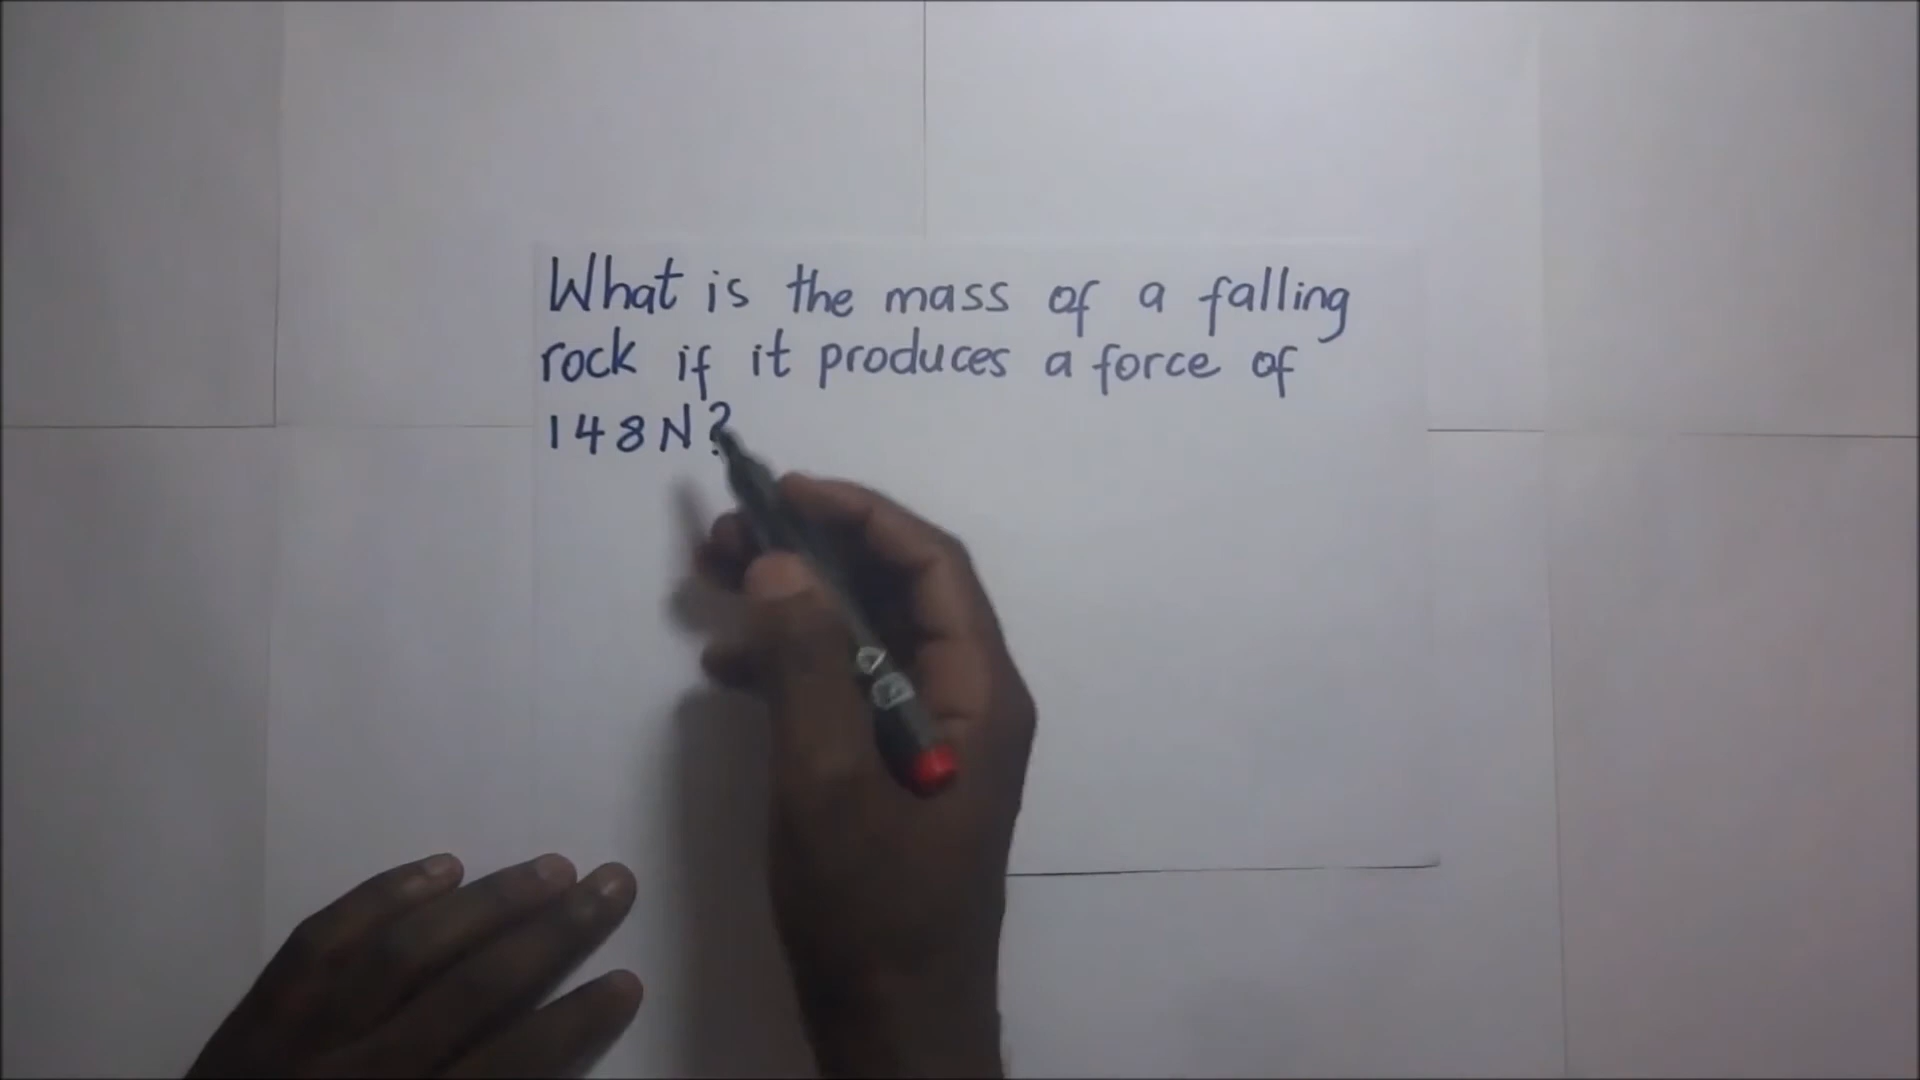 What is the mass of a falling
rock if it produces a force of
148N?